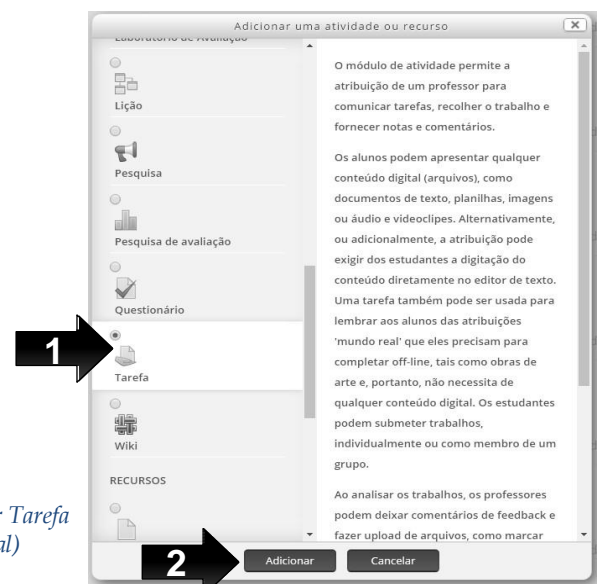 Adicionar uma atividade ou recurso
Laboratório de Avaliação
Lição
Pesquisa
Pesquisa de avaliação
Questionário
1
Tarefa
Wiki
RECURSOS
O módulo de atividade permite a
atribuição de um professor para
comunicar tarefas, recolher o trabalho e
fornecer notas e comentários.
Os alunos podem apresentar qualquer
conteúdo digital (arquivos), como
documentos de texto, planilhas, imagens
ou áudio e videoclipes. Alternativamente,
ou adicionalmente, a atribuição pode
exigir dos estudantes a digitação do
conteúdo diretamente no editor de texto.
Uma tarefa também pode ser usada para
lembrar aos alunos das atribuições
'mundo real' que eles precisam para
completar off-line, tais como obras de
arte e, portanto, não necessita de
qualquer conteúdo digital. Os estudantes
podem submeter trabalhos,
individualmente ou como membro de um
grupo.
Ao analisar os trabalhos, os professores
podem deixar comentários de feedback e
fazer upload de arquivos, como marcar
Tarefa
2
Adicionar
Cancelar